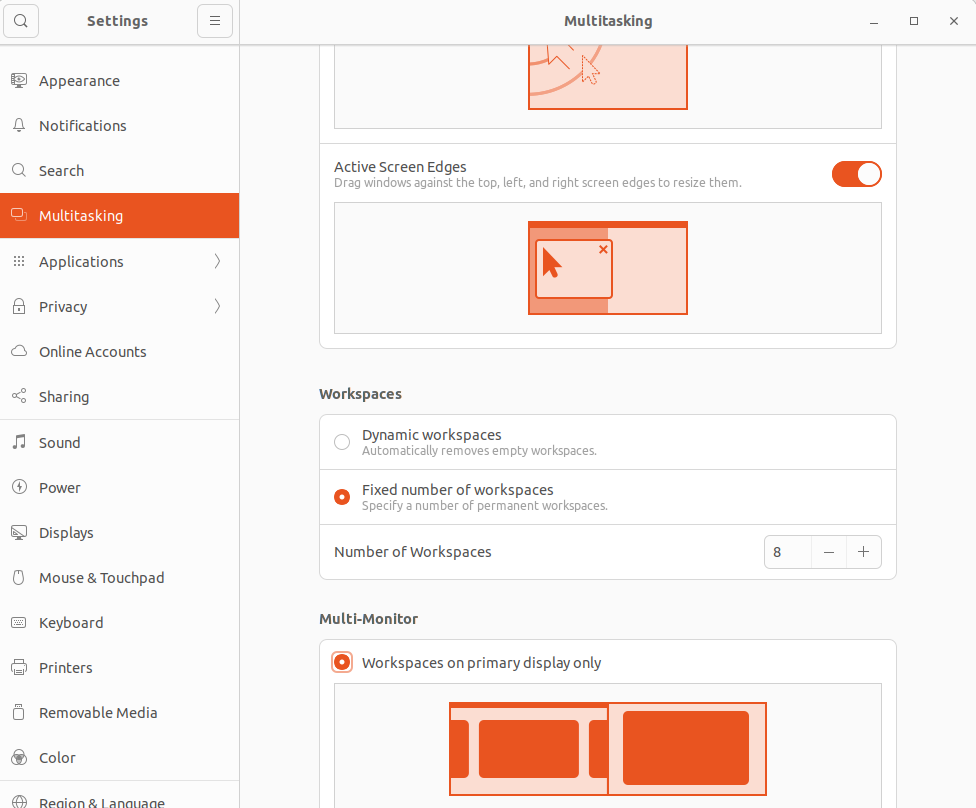 Settings
Multitasking
Appearance
Notifications
Search
Multitasking
Applications
Privacy
Online Accounts
Sharing
Sound
Power
Displays
Mouse & Touchpad
Keyboard
Printers
Removable Media
Color
Region & Language
Active Screen Edges
Drag windows against the top, left, and right screen edges to resize them.
Workspaces
Dynamic workspaces
Automatically removes empty workspaces.
Fixed number of workspaces
Specify a number of permanent workspaces.
Number of Workspaces
8
Multi-Monitor
Workspaces on primary display only